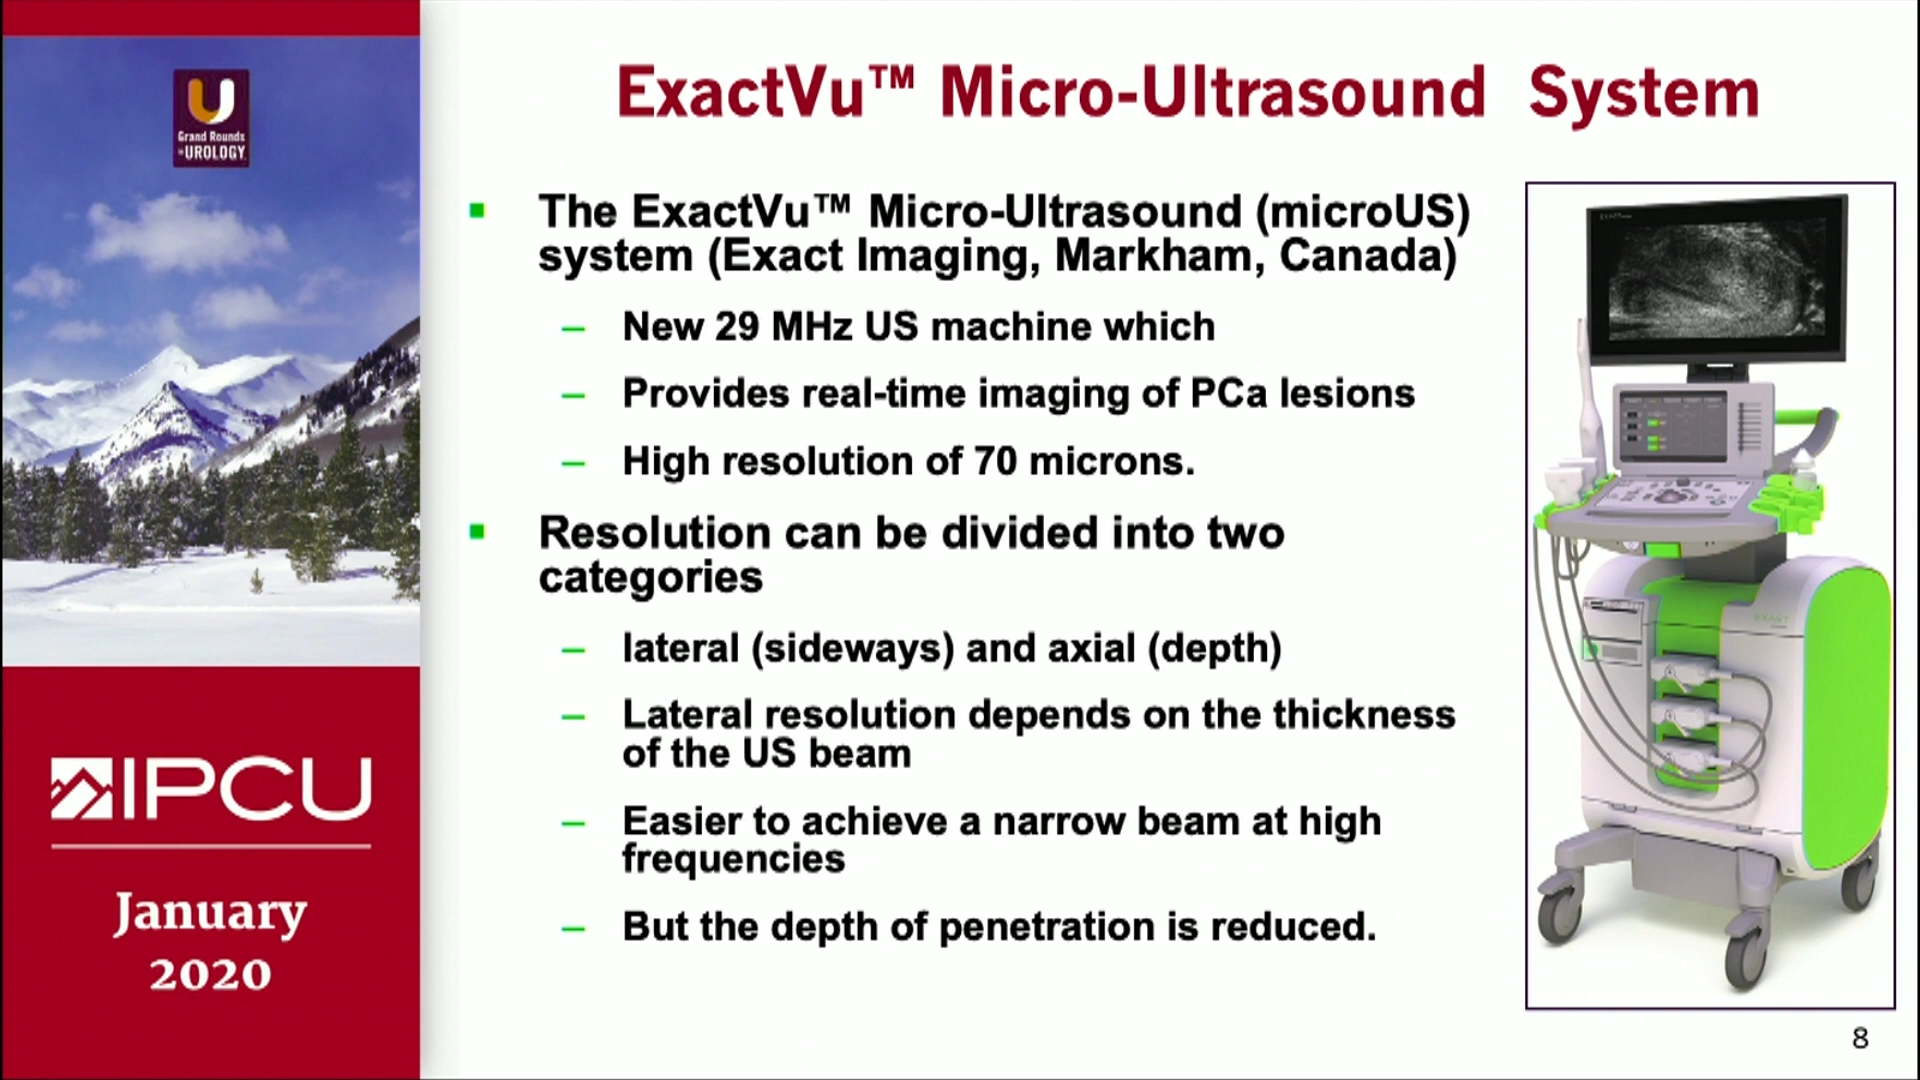 Grand Rounds
in UROLOGY
IPCU
January
2020
ExactVu™ Micro-Ultrasound System
▪ The ExactVu™ Micro-Ultrasound (microUS)
system (Exact Imaging, Markham, Canada)
– New 29 MHz US machine which
– Provides real-time imaging of PCa lesions
– High resolution of 70 microns.
▪ Resolution can be divided into two
categories
– lateral (sideways) and axial (depth)
– Lateral resolution depends on the thickness
of the US beam
– Easier to achieve a narrow beam at high
frequencies
– But the depth of penetration is reduced.
EXACT
8